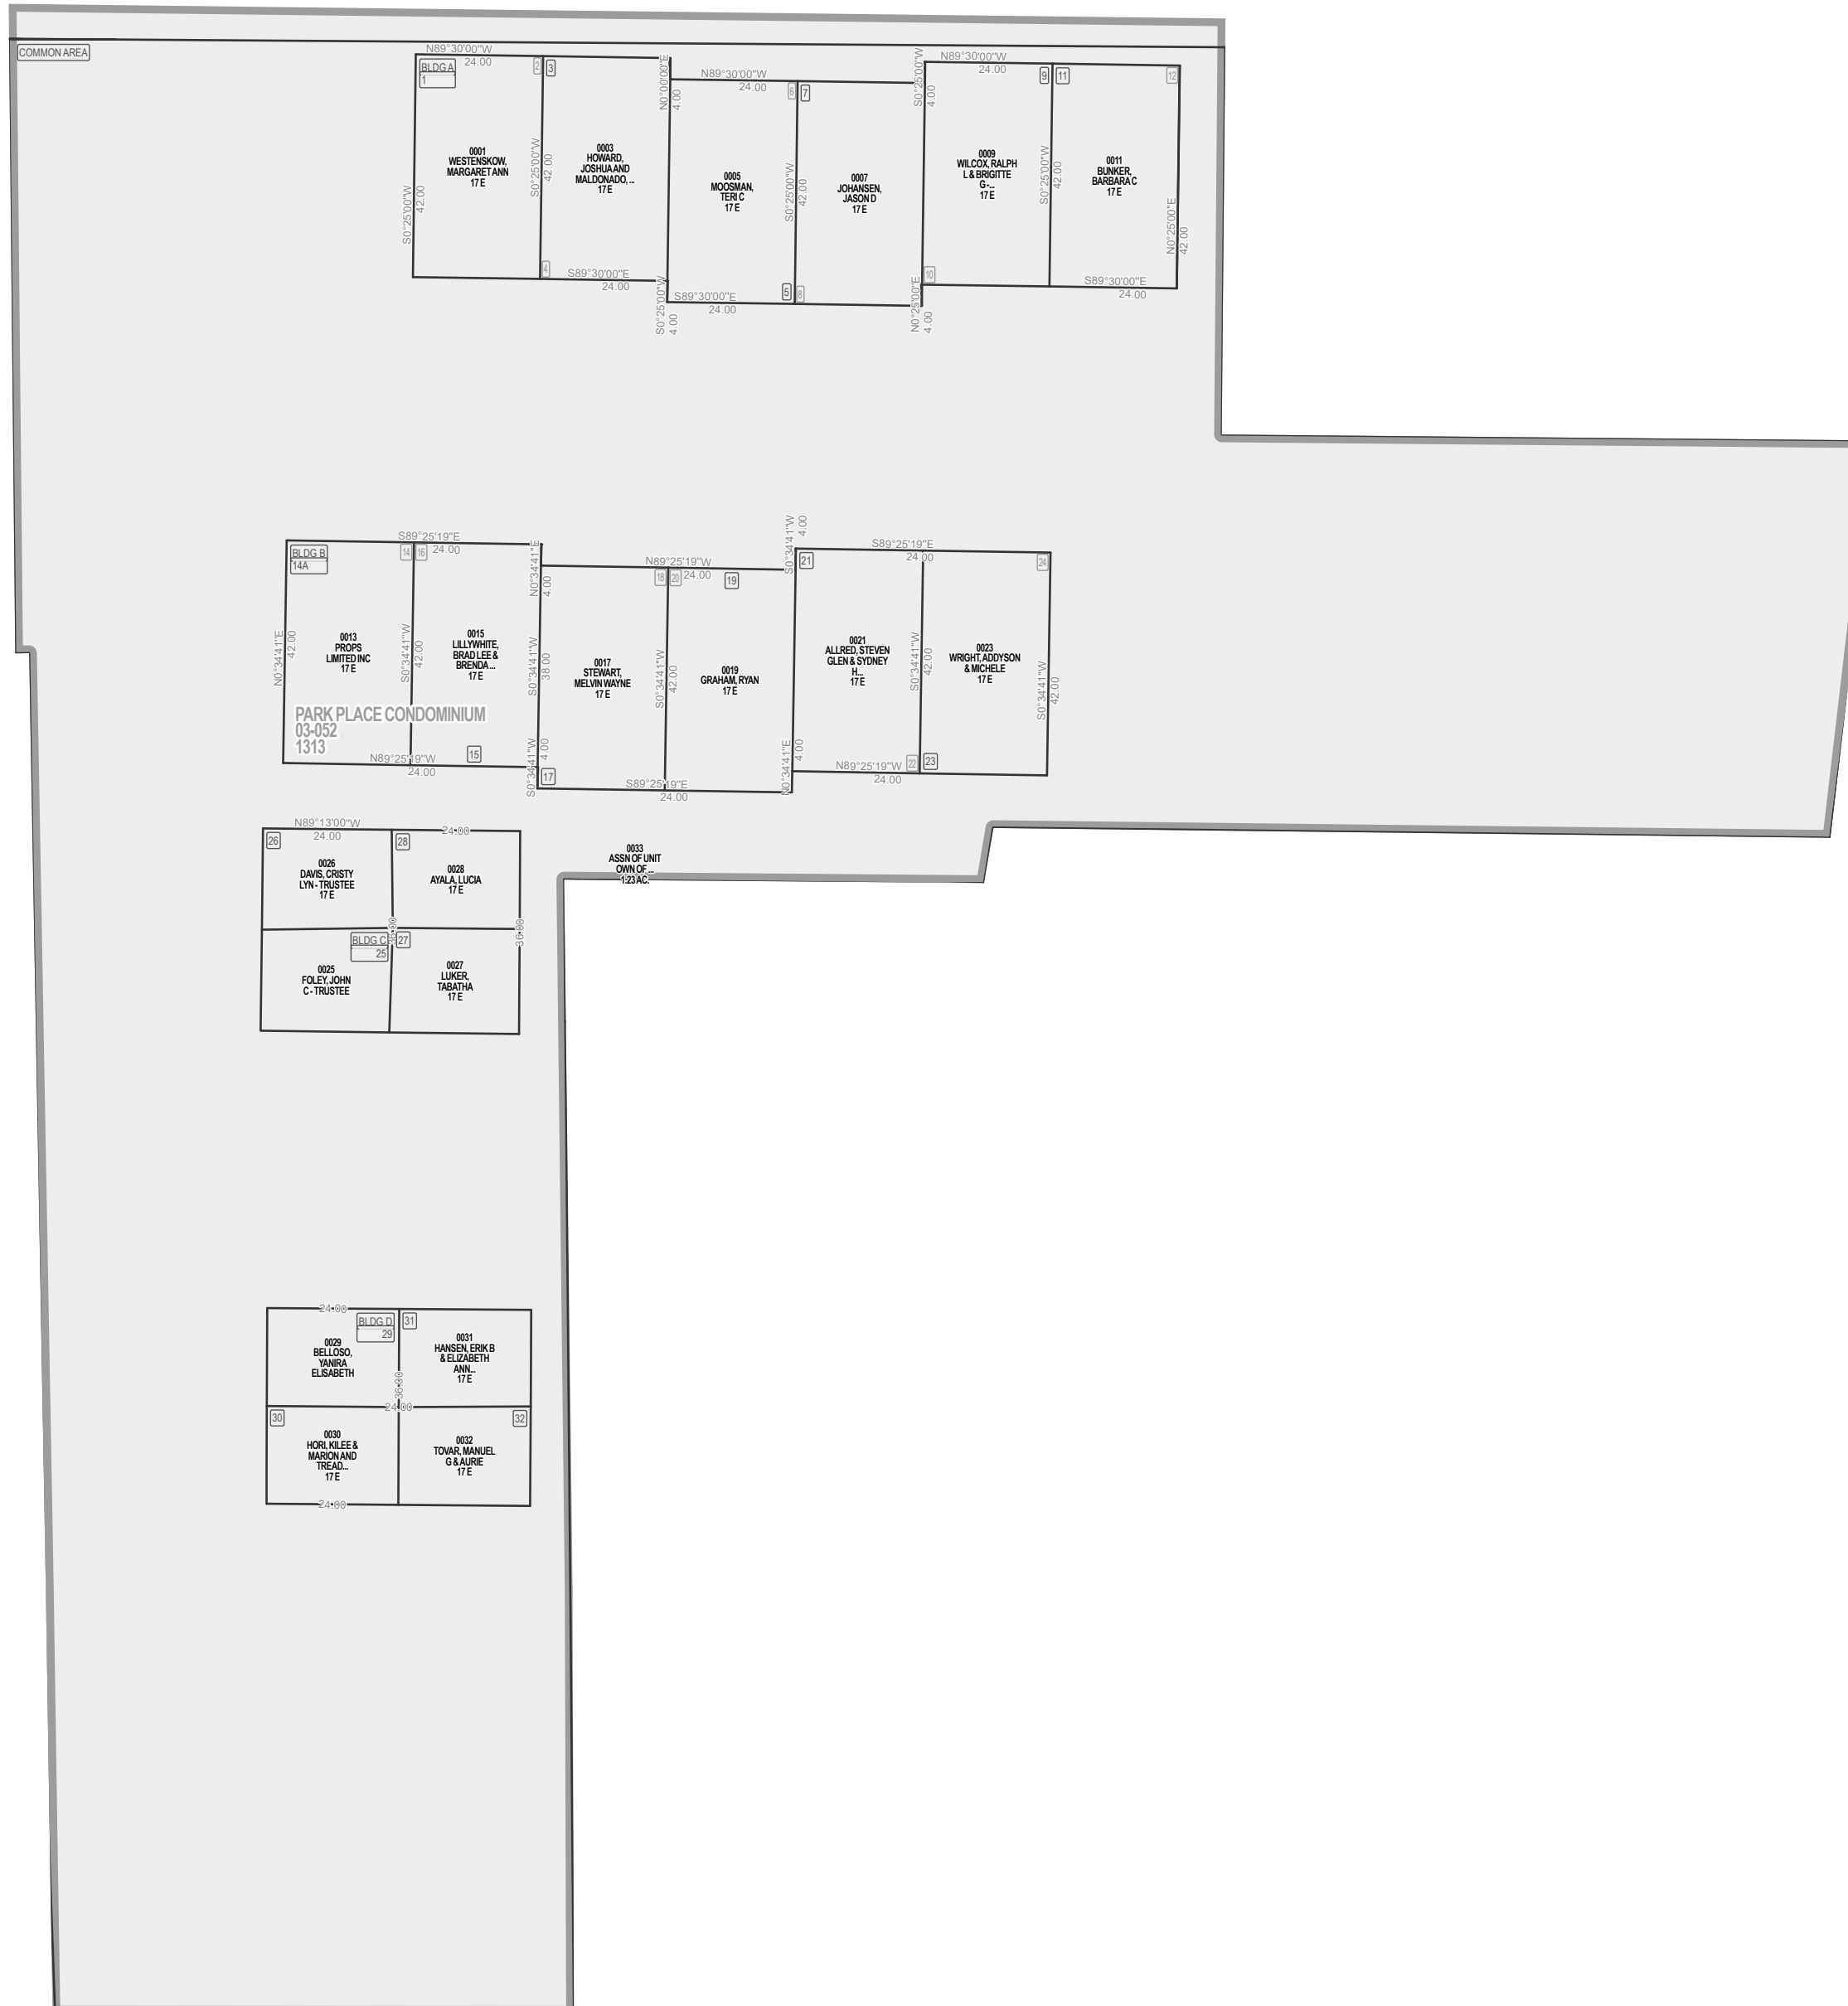 COMMON AREA
N89°30'00"W
24.00
BLDG A
1
2
3
N0°00'00"E
4.00
N89°30'00"W
24.00
6
7
S0°25'00"W
4.00
N89°30'00"W
24.00
9
11
12
0001
WESTENSKOW,
MARGARET ANN
17 E
S0°25'00"W
42.00
S0°25'00"W
42.00
0003
HOWARD,
JOSHUA AND
MALDONADO, ...
17 E
0005
MOOSMAN,
TERI C
17 E
S0°25'00"W
42.00
0007
JOHANSEN,
JASON D
17 E
0009
WILCOX, RALPH
L & BRIGITTE
G -...
17 E
S0°25'00"W
42.00
0011
BUNKER,
BARBARA C
17 E
N0°25'00"E
42.00
4
S89°30'00"E
24.00
S0°25'00"W
4.00
S89°30'00"E
24.00
5
8
10
N0°25'00"E
4.00
S89°30'00"E
24.00
BLDG B
14A
14
16
S89°25'19"E
24.00
N0°34'41"E
4.00
N89°25'19"W
24.00
18
20
19
S0°34'41"W
4.00
21
S89°25'19"E
24.00
24
N0°34'41"E
42.00
0013
PROPS
LIMITED INC
17 E
S0°34'41"W
42.00
0015
LILLYWHITE,
BRAD LEE &
BRENDA ...
17 E
S0°34'41"W
38.00
0017
STEWART,
MELVIN WAYNE
17 E
S0°34'41"W
42.00
0019
GRAHAM, RYAN
17 E
0021
ALLRED, STEVEN
GLEN & SYDNEY
H...
17 E
S0°34'41"W
42.00
0023
WRIGHT, ADDYSON
& MICHELE
17 E
S0°34'41"W
42.00
PARK PLACE CONDOMINIUM
03-052
1313
N89°25'19"W
24.00
15
S0°34'41"W
4.00
17
S89°25'19"E
24.00
N0°34'41"E
4.00
N89°25'19"W
24.00
22
23
N89°13'00"W
24.00
26
28
24.00
0026
DAVIS, CRISTY
LYN - TRUSTEE
17 E
0028
AYALA, LUCIA
17 E
0033
ASSN OF UNIT
OWN OF ...
1.23 AC.
36.00
BLDG C
25
27
0025
FOLEY, JOHN
C - TRUSTEE
0027
LUKER,
TABATHA
17 E
24.00
BLDG D
29
31
0029
BELLOSO,
YANIRA
ELISABETH
0031
HANSEN, ERIK B
& ELIZABETH
ANN...
17 E
36.30
24.00
30
32
0030
HORI, KILEE &
MARION AND
TREAD...
17 E
0032
TOVAR, MANUEL
G & AURIE
17 E
24.00